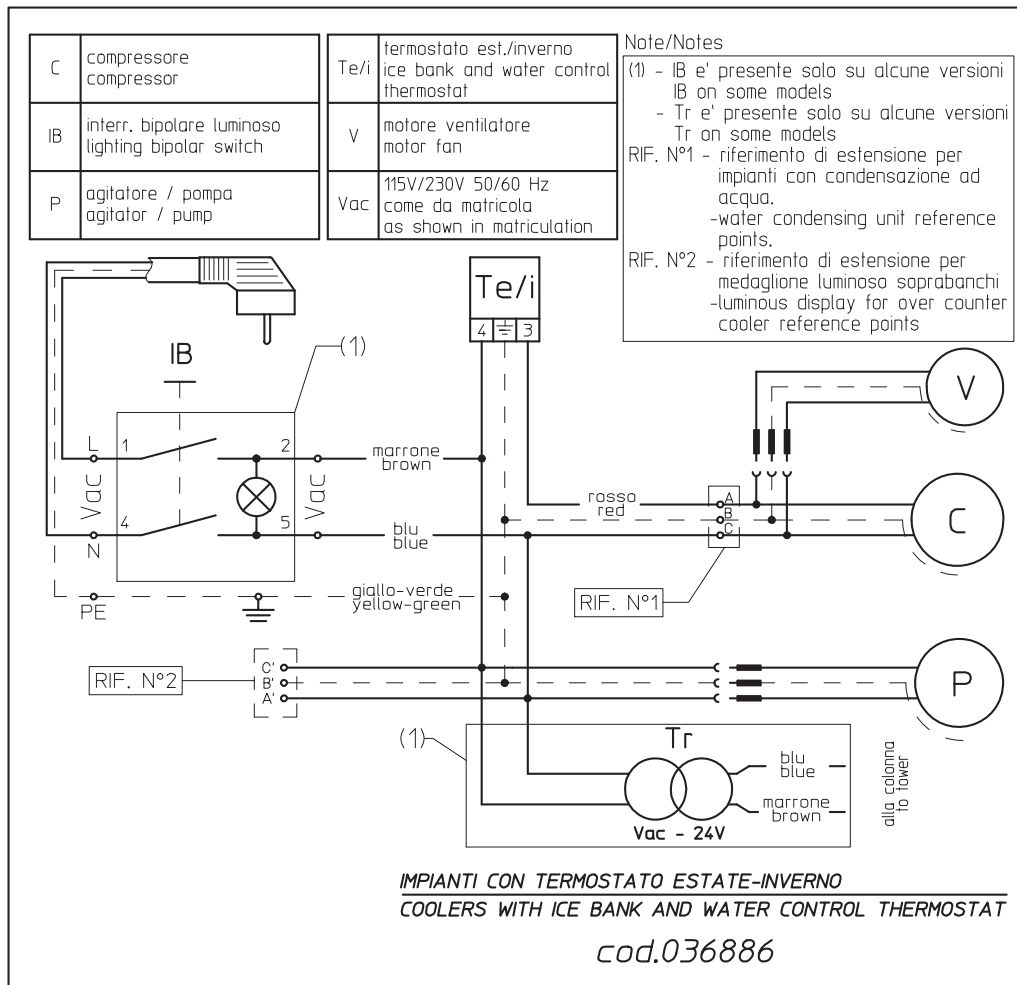 C
compressore
compressor
IB
interr. bipolare luminoso
lighting bipolar switch
P
agitatore / pompa
agitator / pump
Te/i
termostato est./inverno
ice bank and water control
thermostat
V
motore ventilatore
motor fan
Vac
115V/230V 50/60 Hz
come da matricola
as shown in matriculation
Note/Notes
(1) - IB e' presente solo su alcune versioni
IB on some models
- Tr e' presente solo su alcune versioni
Tr on some models
RIF. N°1 - riferimento di estensione per
impianti con condensazione ad
acqua.
-water condensing unit reference
points.
RIF. N°2 - riferimento di estensione per
medaglione luminoso soprabanchi
-luminous display for over counter
cooler reference points
Te/i
4 3
IB
(1)
V
L
1
2
Vac
Vac
4
5
N
marrone
brown
blu
blue
rosso
red
A
B
C
C
PE
giallo-verde
yellow-green
RIF. N°1
RIF. N°2
C'
B'
A'
P
(1)
Tr
blu
blue
marrone
brown
Vac - 24V
alla colonna
to tower
IMPIANTI CON TERMOSTATO ESTATE-INVERNO
COOLERS WITH ICE BANK AND WATER CONTROL THERMOSTAT
cod.036886